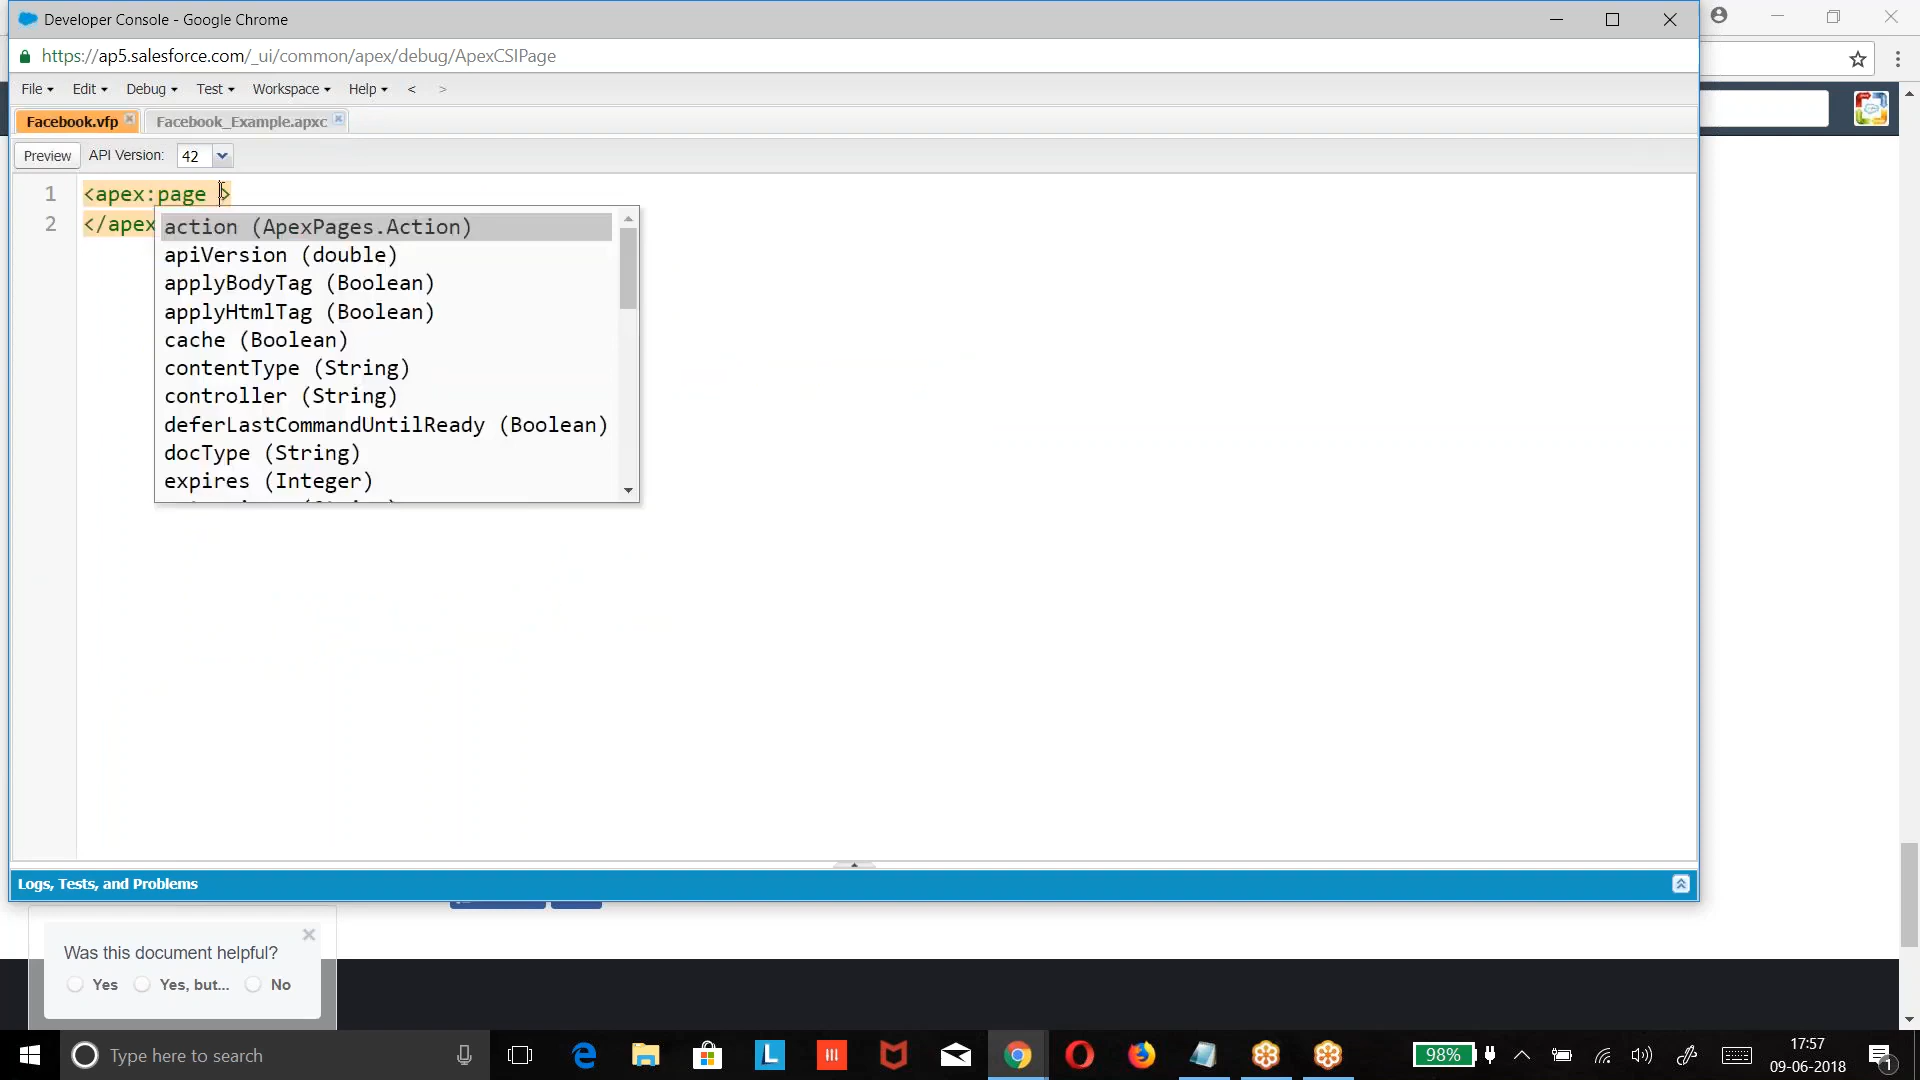 Developer Console - Google Chrome
https://ap5.salesforce.com/_ui/common/apex/debug/ApexCSIPage
File Edit Debug Test Workspace Help < >
Facebook.vfp Facebook_Example.apxc
Preview API Version: 42
1 <apex:page >
2 </apex
action (ApexPages.Action)
apiVersion (double)
applyBodyTag (Boolean)
applyHtmlTag (Boolean)
cache (Boolean)
contentType (String)
controller (String)
deferLastCommandUntilReady (Boolean)
docType (String)
expires (Integer)
Logs, Tests, and Problems
Was this document helpful?
Yes Yes, but... No
Type here to search
98%
17:57
09-06-2018
1